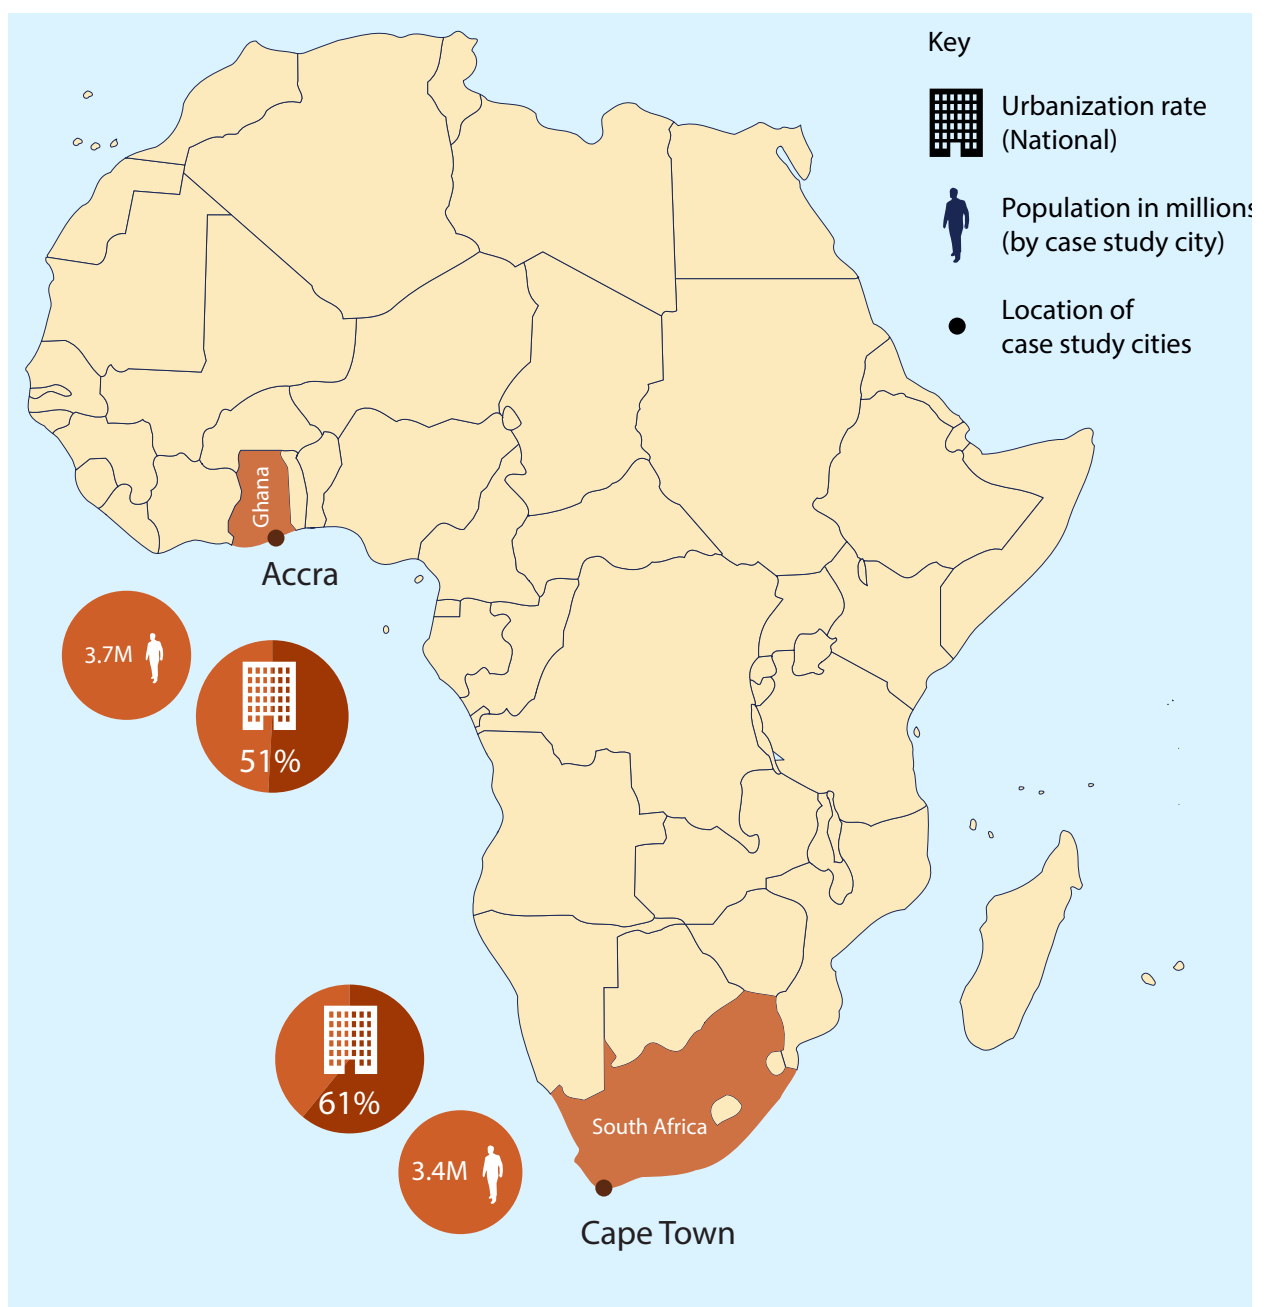 Key
Urbanization rate
(National)
Population in millions
(by case study city)
Location of
case study cities
Ghana
Accra
3.7M
51%
61%
South Africa
3.4M
Cape Town